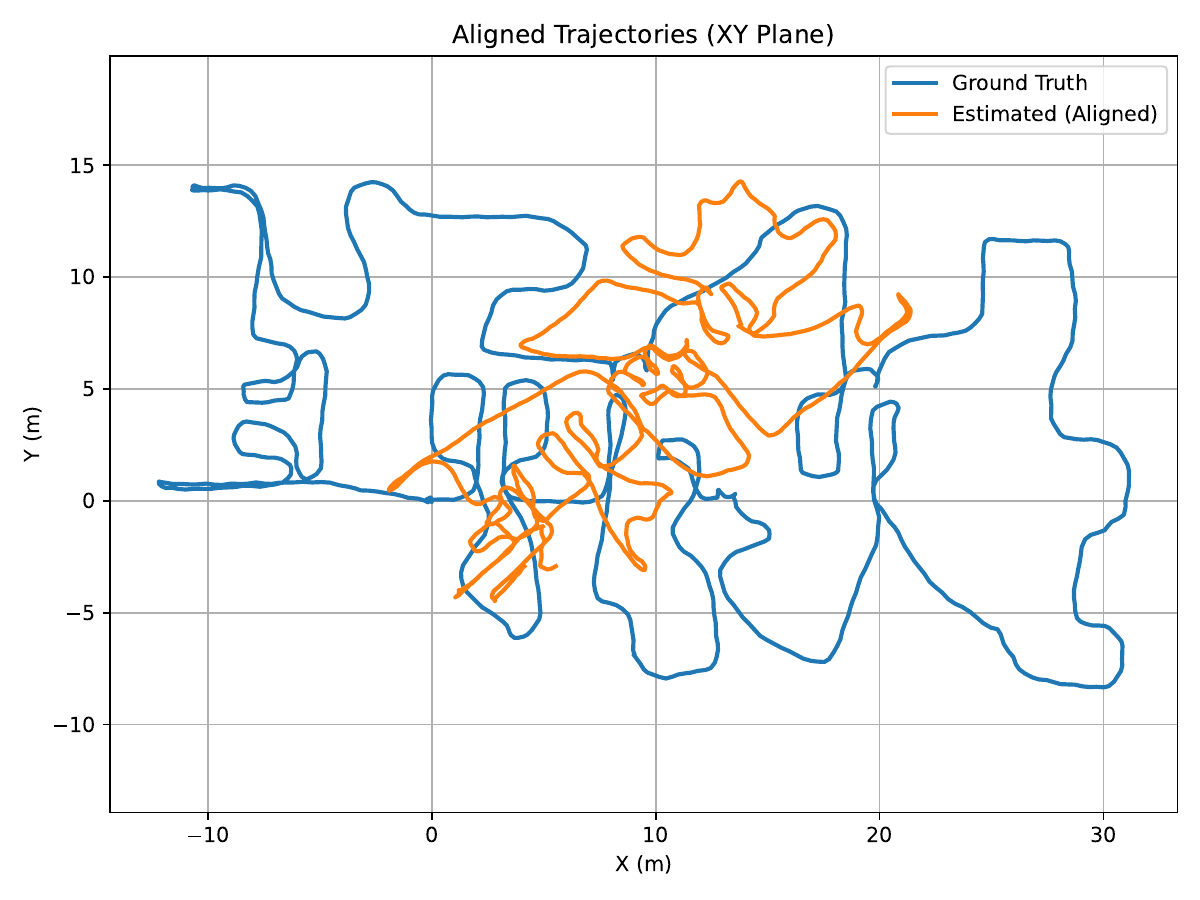 Aligned Trajectories (XY Plane)
Ground Truth
Estimated (Aligned)
15
10
5
0
−5
−10
Y (m)
−10 0 10 20 30
X (m)